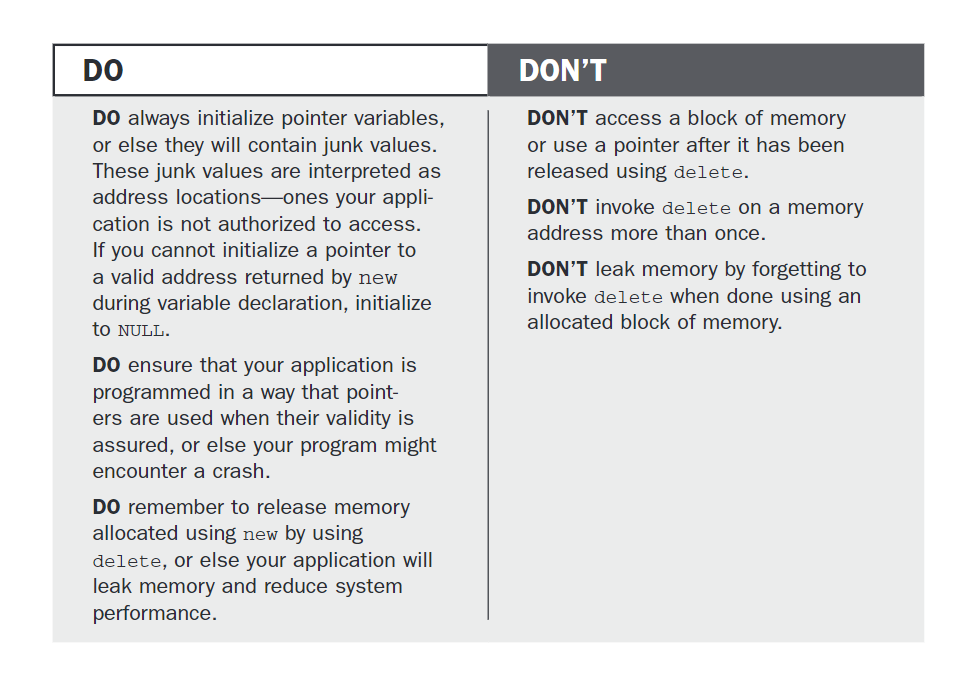 DO
DO always initialize pointer variables,
or else they will contain junk values.
These junk values are interpreted as
address locations—ones your appli-
cation is not authorized to access.
If you cannot initialize a pointer to
a valid address returned by new
during variable declaration, initialize
to NULL.
DO ensure that your application is
programmed in a way that point-
ers are used when their validity is
assured, or else your program might
encounter a crash.
DO remember to release memory
allocated using new by using
delete, or else your application will
leak memory and reduce system
performance.
DON’T
DON’T access a block of memory
or use a pointer after it has been
released using delete.
DON’T invoke delete on a memory
address more than once.
DON’T leak memory by forgetting to
invoke delete when done using an
allocated block of memory.